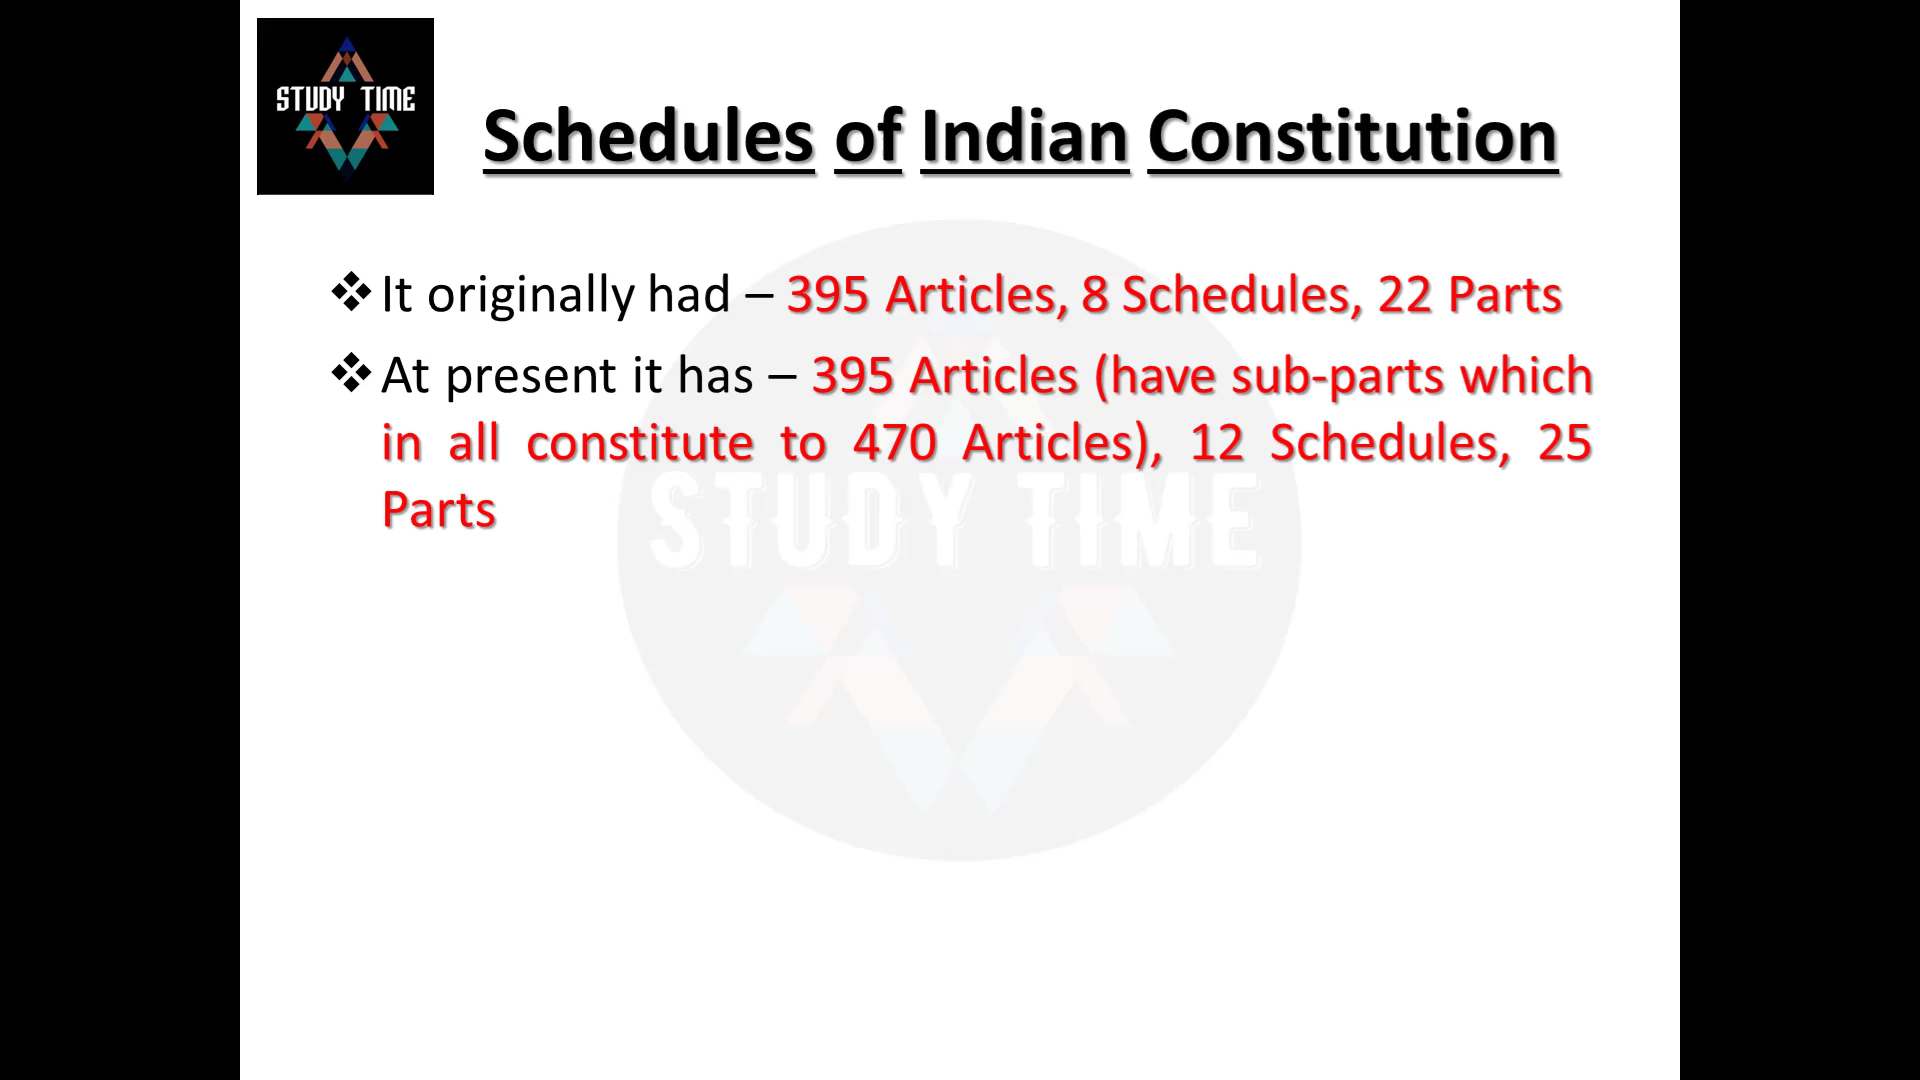 STUDY TIME
Schedules of Indian Constitution
❖It originally had – 395 Articles, 8 Schedules, 22 Parts
❖At present it has – 395 Articles (have sub-parts which
in all constitute to 470 Articles), 12 Schedules, 25
Parts
STUDY TIME